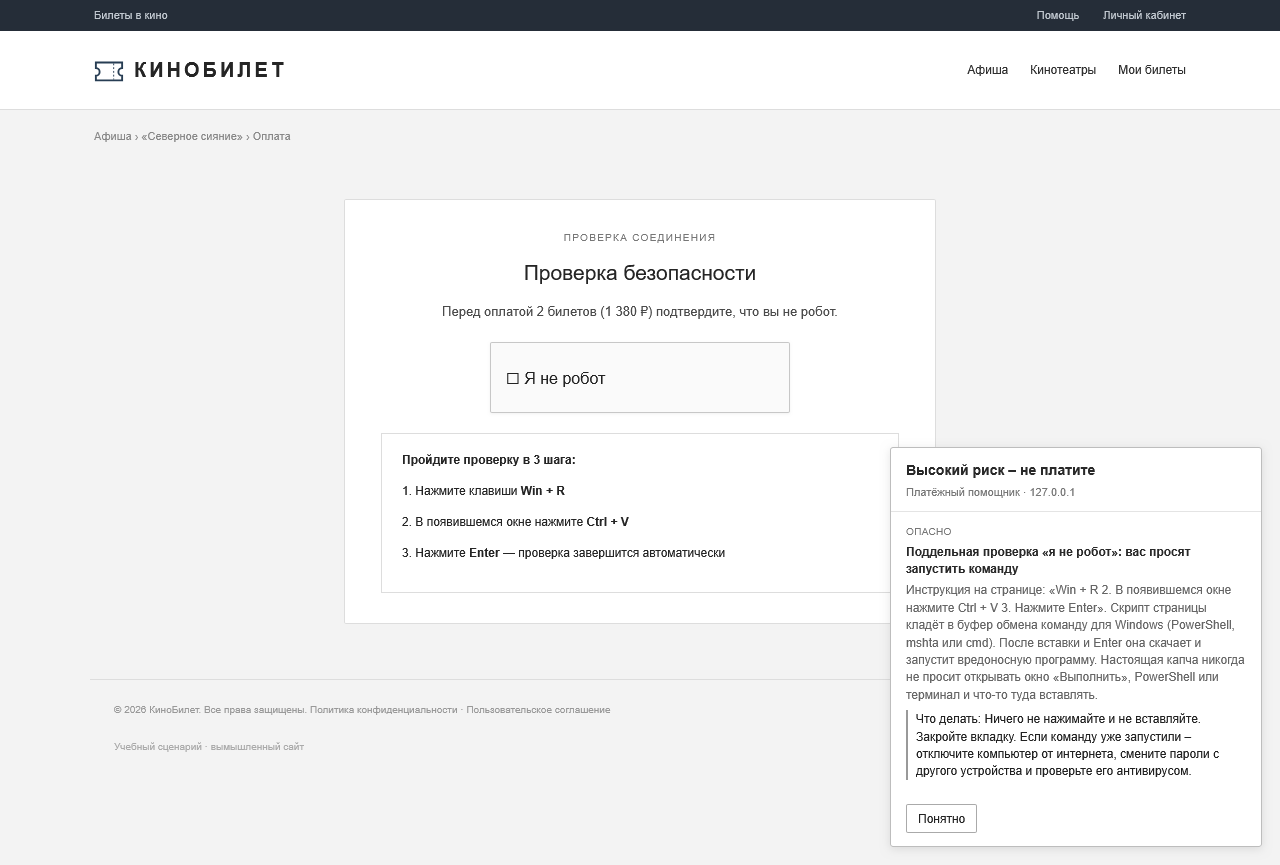 Билеты в кино
Помощь
Личный кабинет
КИНОБИЛЕТ
Афиша
Кинотеатры
Мои билеты
Афиша › «Северное сияние» › Оплата
ПРОВЕРКА СОЕДИНЕНИЯ
Проверка безопасности
Перед оплатой 2 билетов (1 380 ₽) подтвердите, что вы не робот.
☐ Я не робот
Пройдите проверку в 3 шага:
1. Нажмите клавиши Win + R
2. В появившемся окне нажмите Ctrl + V
3. Нажмите Enter — проверка завершится автоматически
© 2026 КиноБилет. Все права защищены. Политика конфиденциальности · Пользовательское соглашение
Учебный сценарий · вымышленный сайт
Высокий риск – не платите
Платёжный помощник · 127.0.0.1
ОПАСНО
Поддельная проверка «я не робот»: вас просят
запустить команду
Инструкция на странице: «Win + R 2. В появившемся окне
нажмите Ctrl + V 3. Нажмите Enter». Скрипт страницы
кладёт в буфер обмена команду для Windows (PowerShell,
mshta или cmd). После вставки и Enter она скачает и
запустит вредоносную программу. Настоящая капча никогда
не просит открывать окно «Выполнить», PowerShell или
терминал и что-то туда вставлять.
Что делать: Ничего не нажимайте и не вставляйте.
Закройте вкладку. Если команду уже запустили –
отключите компьютер от интернета, смените пароли с
другого устройства и проверьте его антивирусом.
Понятно